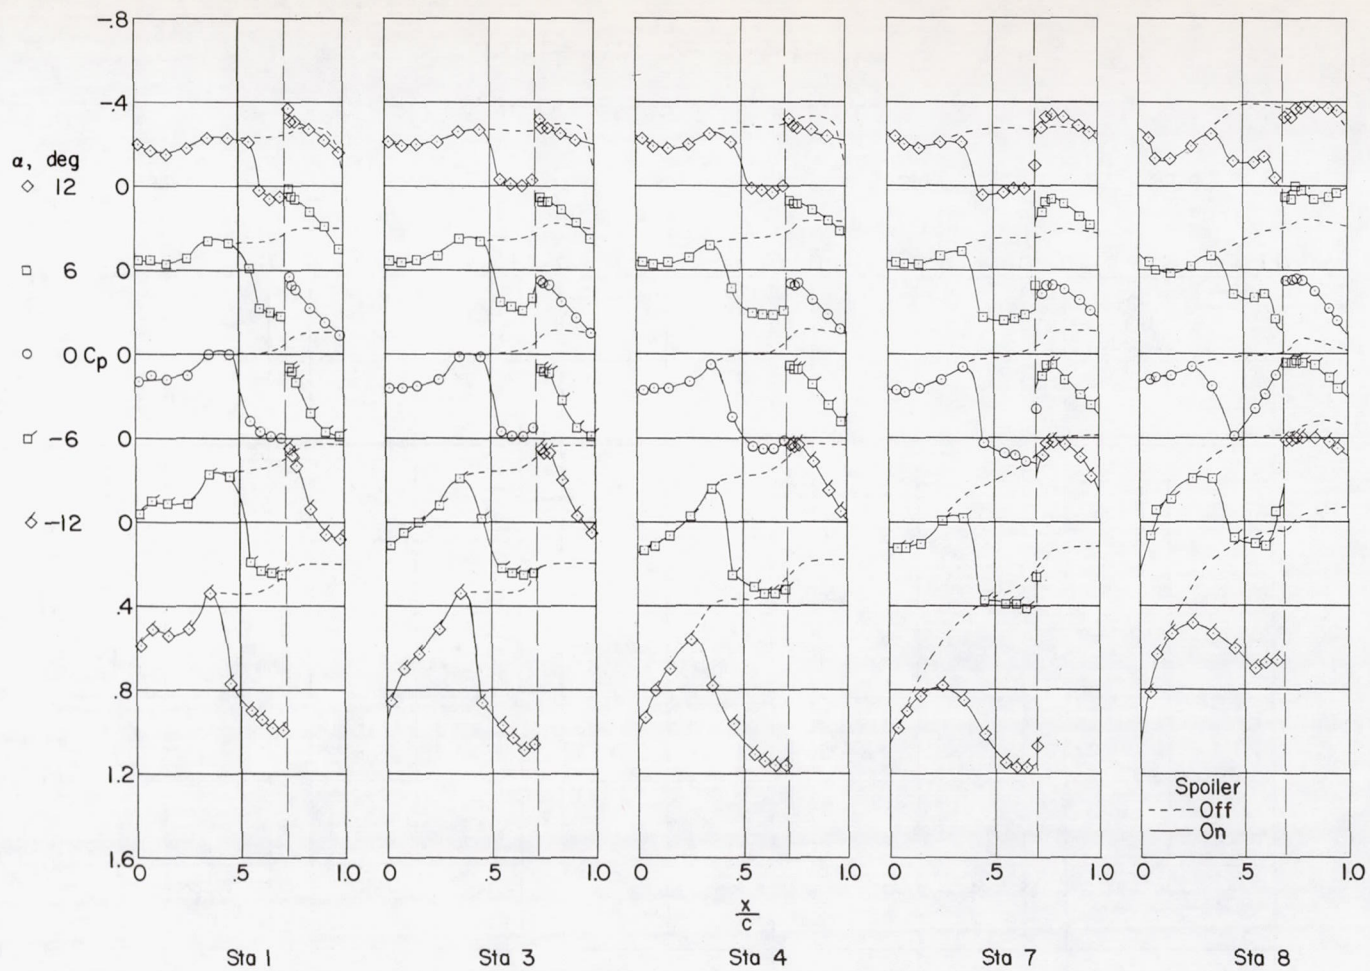 -.8
-.4
α, deg
12 0
6 0
0 Cp 0
-6 0
-12 0
.4
.8
1.2
1.6
0 .5 1.0 0 .5 1.0 0 .5 1.0 0 .5 1.0 0 .5 1.0
x/c
Spoiler
Off
On
Sta 1 Sta 3 Sta 4 Sta 7 Sta 8